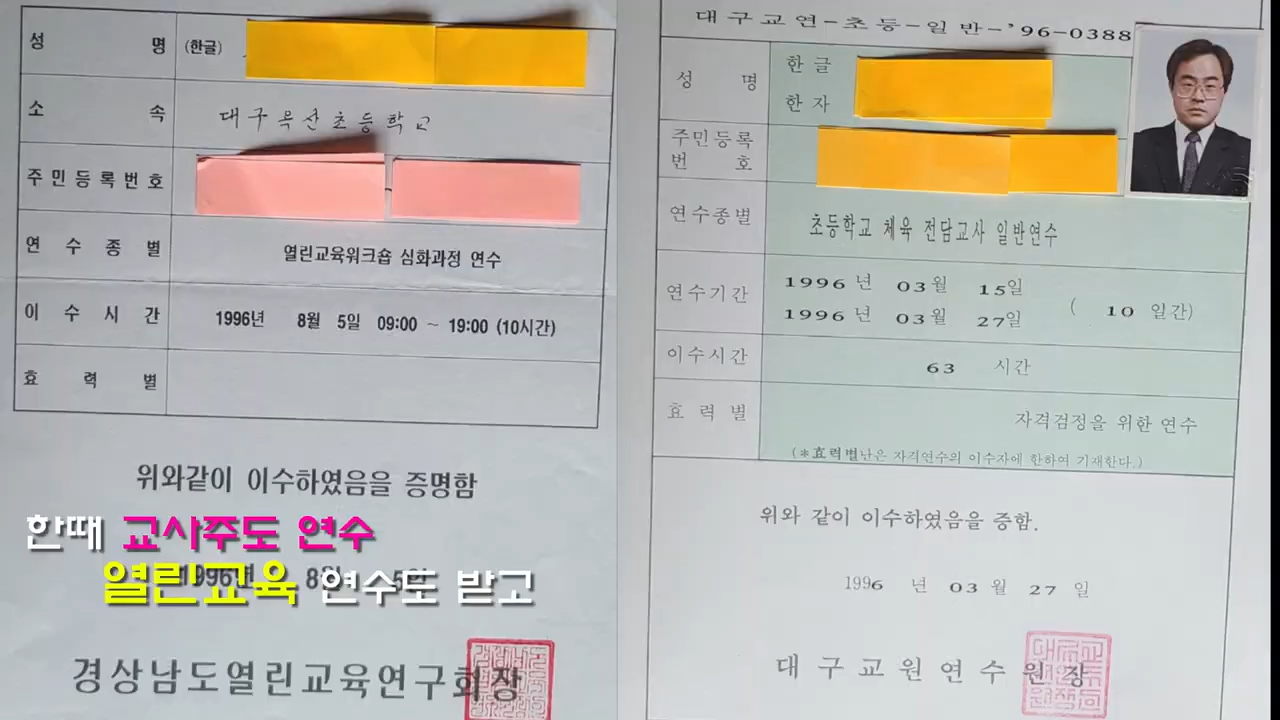 성 명 (한글)
소 속 대구옥산초등학교
주민등록번호
연 수 종 별 열린교육워크숍 심화과정 연수
이 수 시 간 1996년 8월 5일 09:00 ~ 19:00 (10시간)
효 력 별
위와같이 이수하였음을 증명함
1996년 8월 5일
경상남도열린교육연구회장
대구교연-초등-일반-'96-0388
성 명 한글
한자
주민등록
번 호
연수종별 초등학교 체육 전담교사 일반연수
연수기간 1996 년 03 월 15 일
1996 년 03 월 27 일 ( 10 일간)
이수시간 63 시간
효 력 별 자격검정을 위한 연수
(*효력별난은 자격연수의 이수자에 한하여 기재한다.)
위와 같이 이수하였음을 증함.
1996 년 03 월 27 일
대구교원연수원장
한때 교사주도 연수
열린교육 연수도 받고